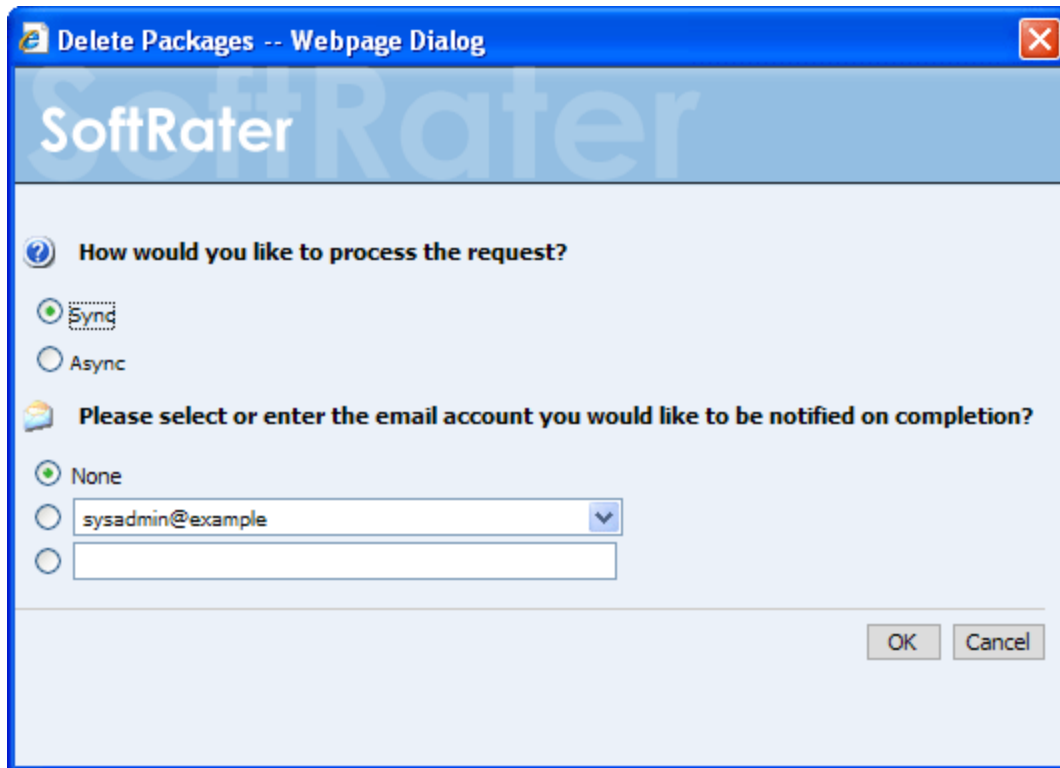 Delete Packages -- Webpage Dialog
SoftRater
SoftRater
How would you like to process the request?
Sync
Async
Please select or enter the email account you would like to be notified on completion?
None
sysadmin@example
OK Cancel